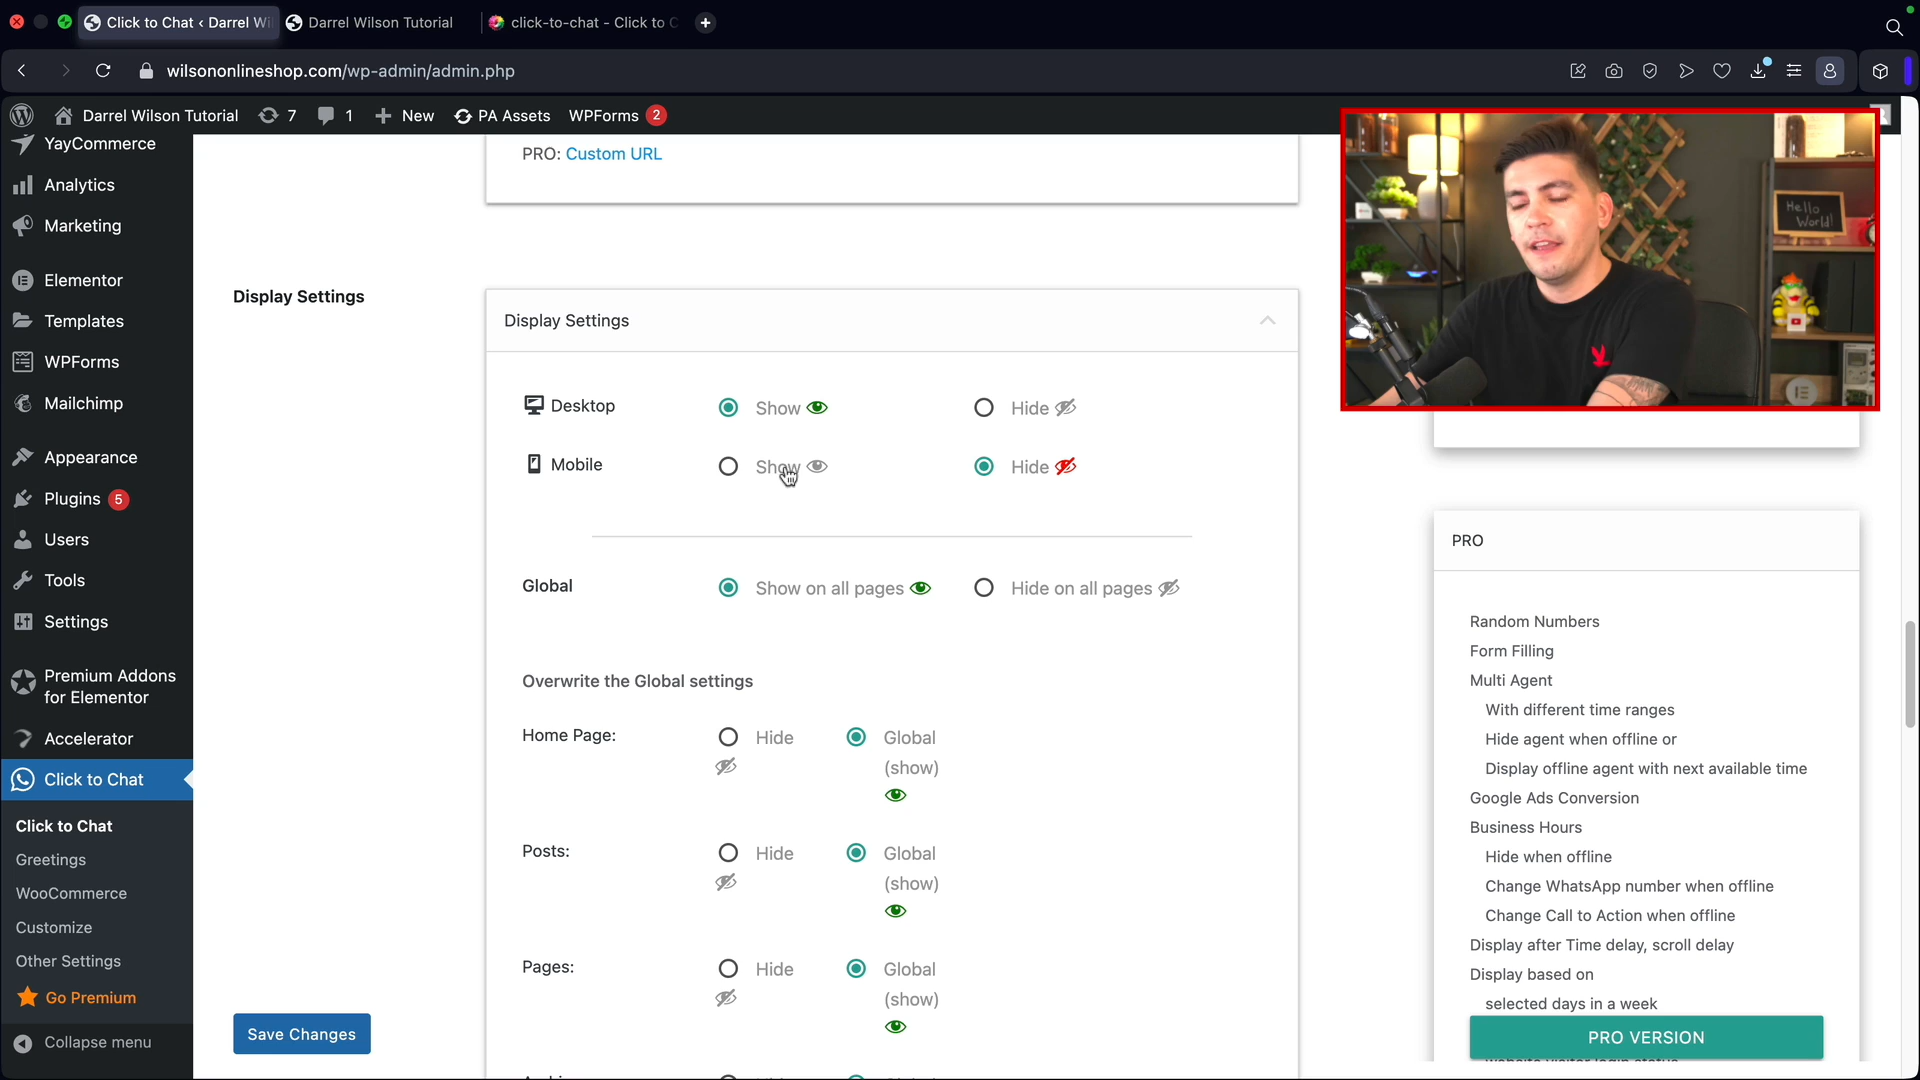 Click to Chat ‹ Darrel Wil
Darrel Wilson Tutorial
click-to-chat - Click to C
wilsononlineshop.com/wp-admin/admin.php
Darrel Wilson Tutorial
7
1
New
PA Assets
WPForms 2
YayCommerce
Analytics
Marketing
Elementor
Templates
WPForms
Mailchimp
Appearance
Plugins 5
Users
Tools
Settings
Premium Addons
for Elementor
Accelerator
Click to Chat
Click to Chat
Greetings
WooCommerce
Customize
Other Settings
Go Premium
Collapse menu
PRO: Custom URL
Display Settings
Display Settings
Desktop
Show
Hide
Mobile
Show
Hide
Global
Show on all pages
Hide on all pages
Overwrite the Global settings
Home Page:
Hide
Global
(show)
Posts:
Hide
Global
(show)
Pages:
Hide
Global
(show)
Save Changes
Hello
World!
PRO
Random Numbers
Form Filling
Multi Agent
With different time ranges
Hide agent when offline or
Display offline agent with next available time
Google Ads Conversion
Business Hours
Hide when offline
Change WhatsApp number when offline
Change Call to Action when offline
Display after Time delay, scroll delay
Display based on
selected days in a week
PRO VERSION